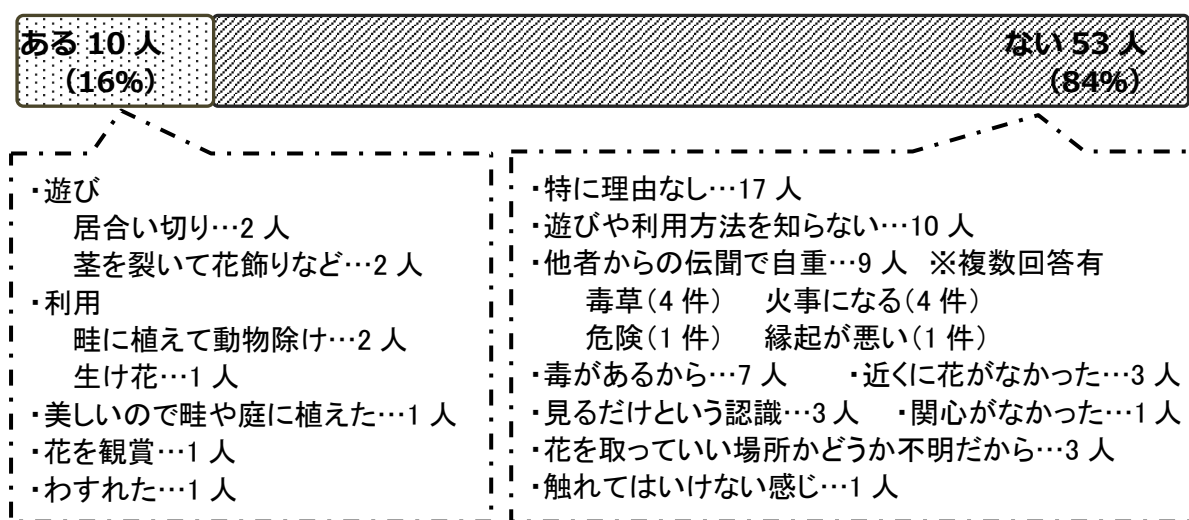 ある 10 人
（16%）
ない 53 人
（84%）
・遊び
居合い切り…2 人
茎を裂いて花飾りなど…2 人
・利用
畦に植えて動物除け…2 人
生け花…1 人
・美しいので畦や庭に植えた…1 人
・花を観賞…1 人
・わすれた…1 人
・特に理由なし…17 人
・遊びや利用方法を知らない…10 人
・他者からの伝聞で自重…9 人 ※複数回答有
毒草（4 件） 火事になる（4 件）
危険（1 件） 縁起が悪い（1 件）
・毒があるから…7 人 ・近くに花がなかった…3 人
・見るだけという認識…3 人 ・関心がなかった…1 人
・花を取っていい場所かどうか不明だから…3 人
・触れてはいけない感じ…1 人